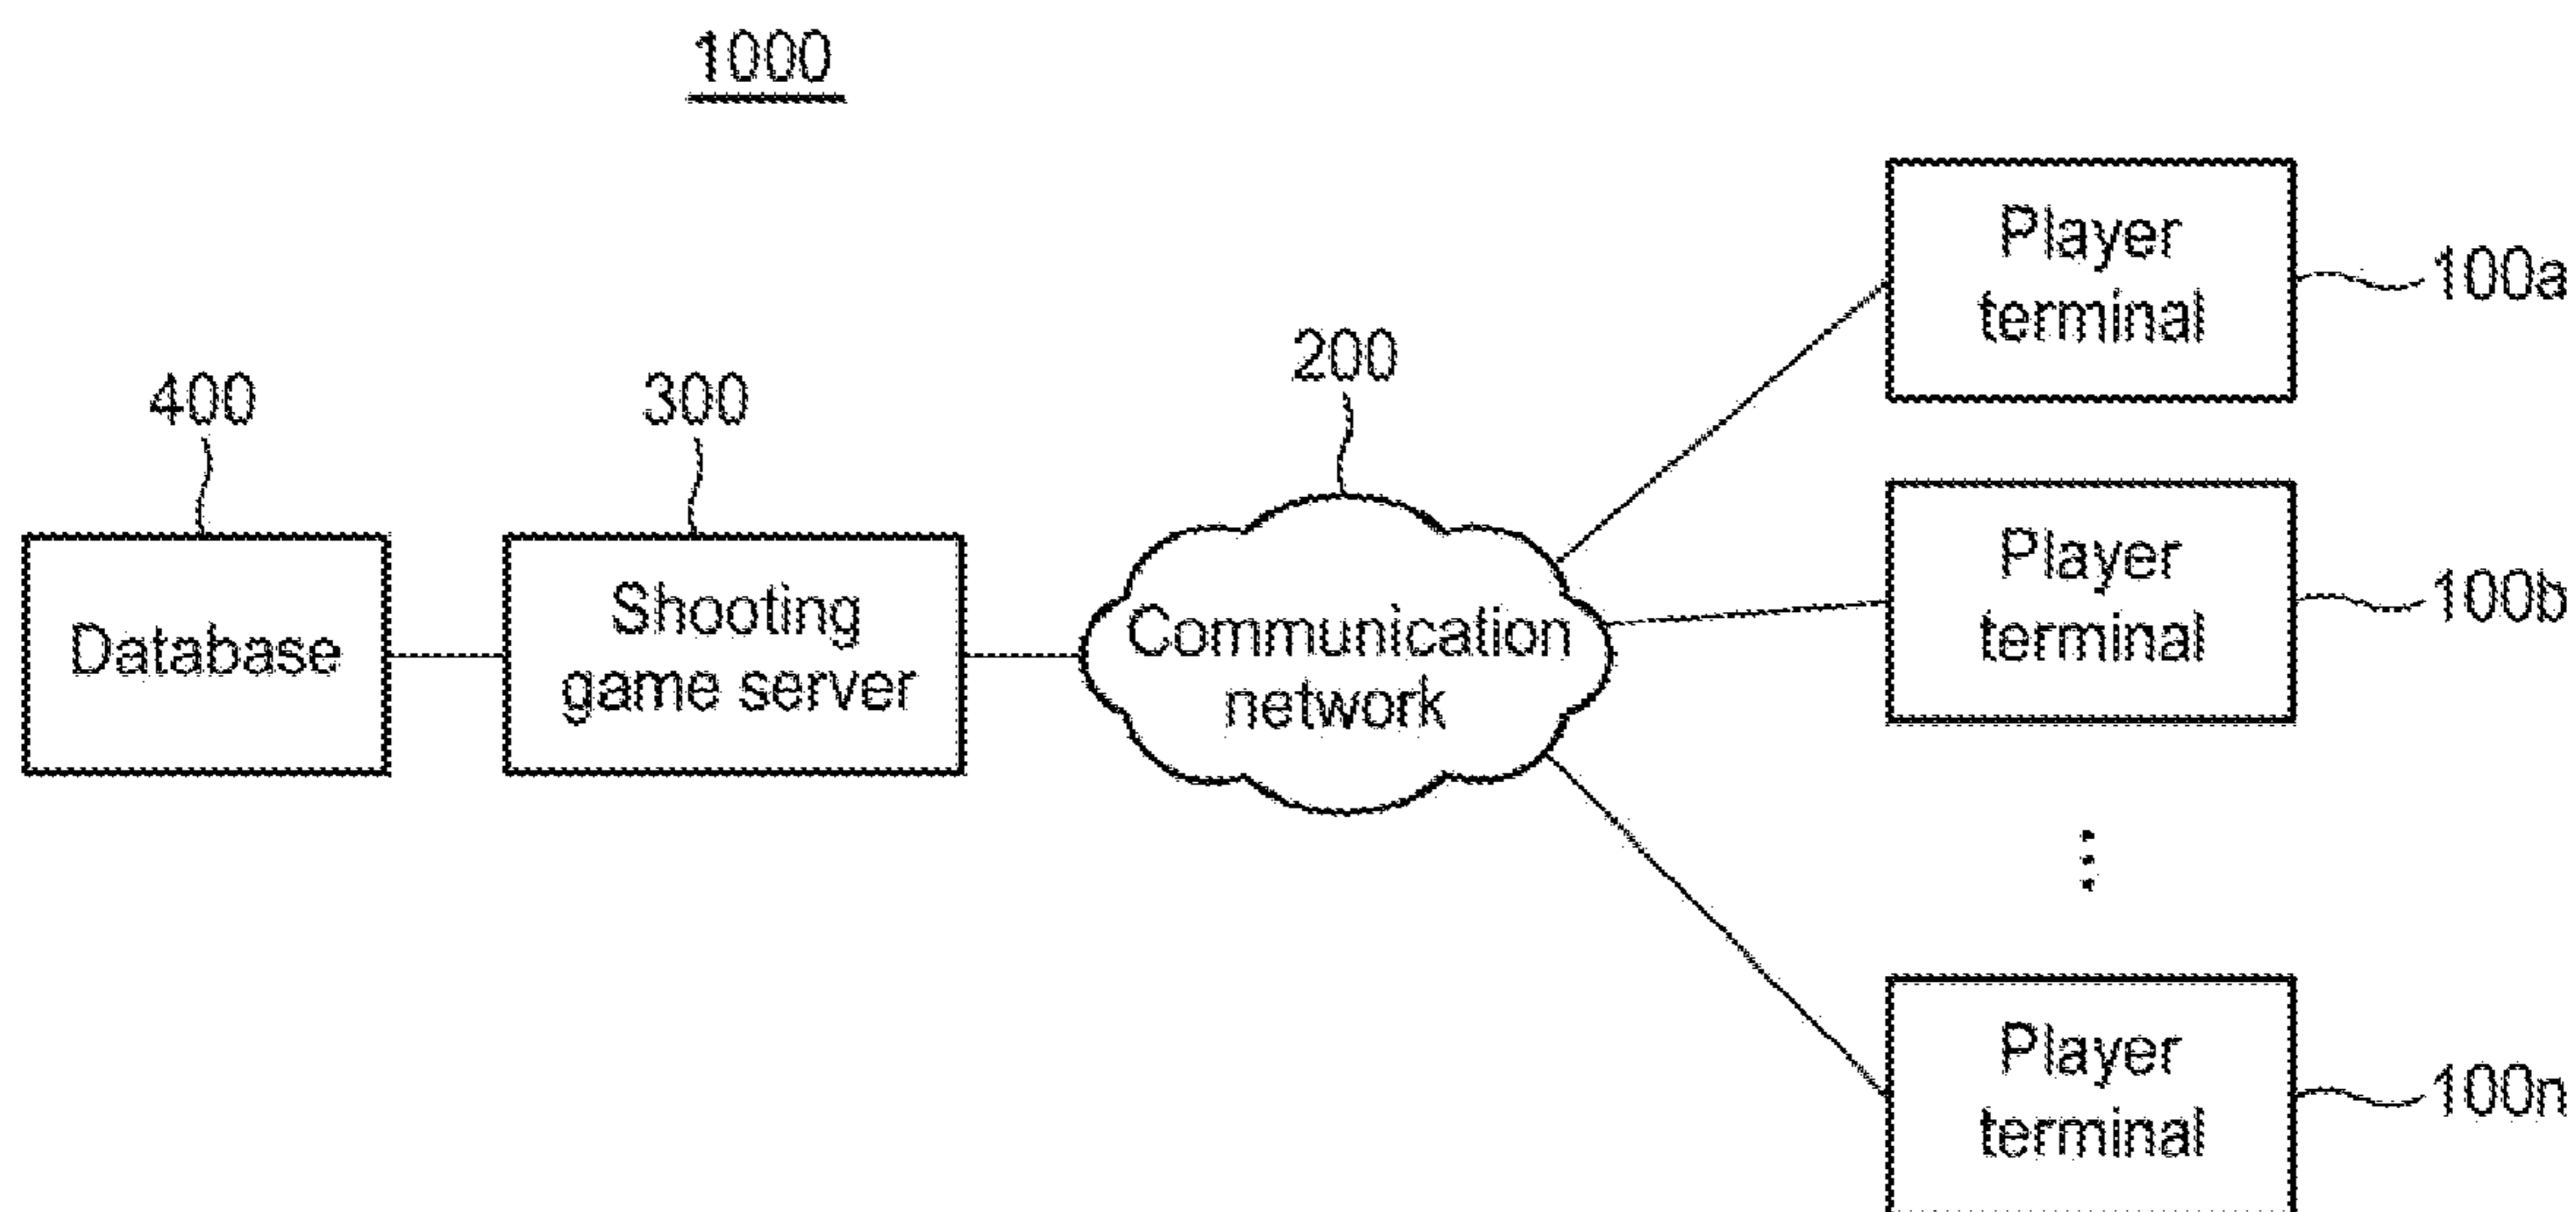 1000
Player
terminal
100a
200
400
300
Player
terminal
100b
Database
Shooting
game server
Communication
network
Player
terminal
100n